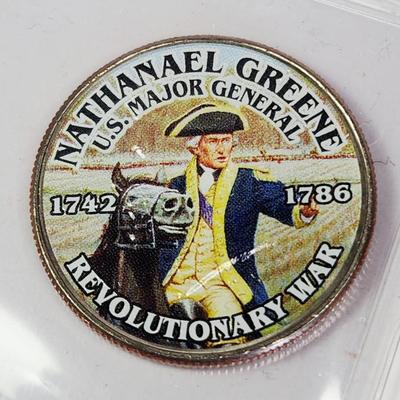 NATHANAEL GREENE
U.S. MAJOR GENERAL
1742 1786
REVOLUTIONARY WAR